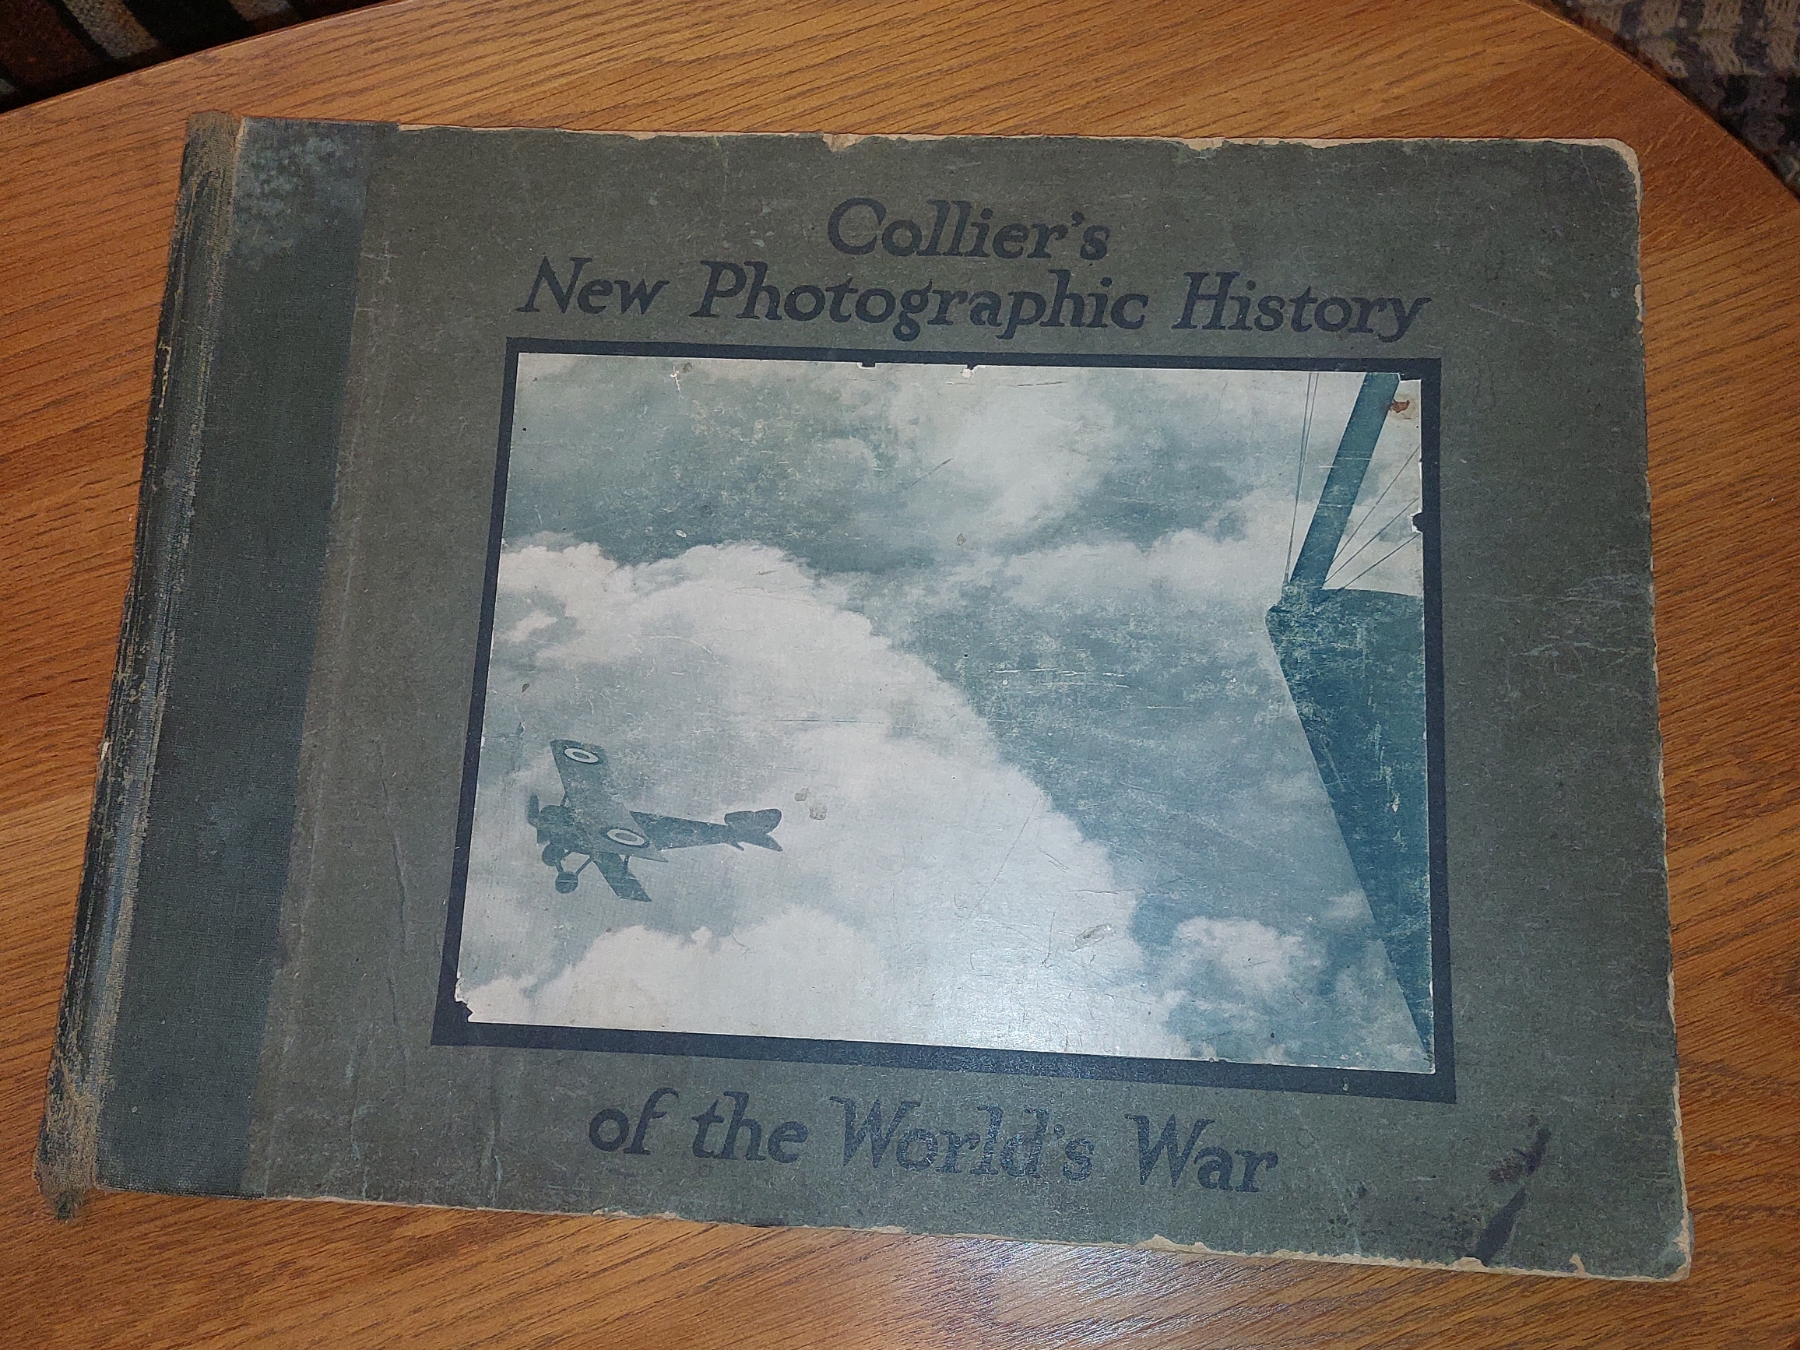 Collier's
New Photographic History
of the World's War